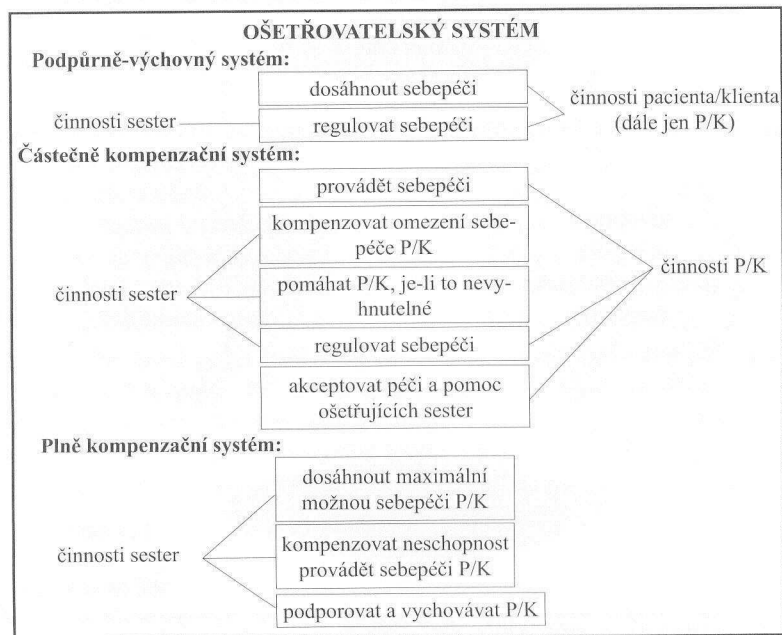 OŠETŘOVATELSKÝ SYSTÉM
Podpůrně-výchovný systém:
dosáhnout sebepéči
činnosti sester
regulovat sebepéči
činnosti pacienta/klienta
(dále jen P/K)
Částečně kompenzační systém:
provádět sebepéči
kompenzovat omezení sebe-
péče P/K
činnosti sester
pomáhat P/K, je-li to nevy-
hnutelné
činnosti P/K
regulovat sebepéči
akceptovat péči a pomoc
ošetřujících sester
Plně kompenzační systém:
dosáhnout maximální
možnou sebepéči P/K
činnosti sester
kompenzovat neschopnost
provádět sebepéči P/K
podporovat a vychovávat P/K